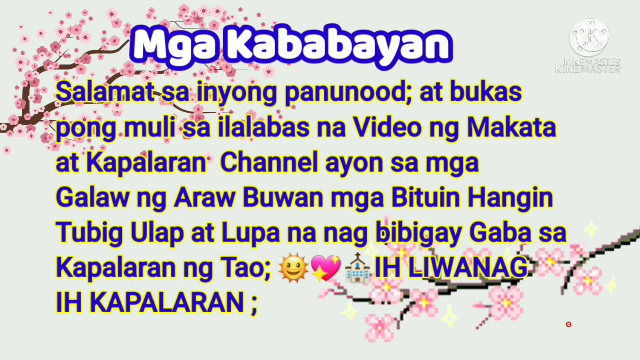 Mga Kababayan
Salamat sa inyong panunood; at bukas
pong muli sa ilalabas na Video ng Makata
at Kapalaran Channel ayon sa mga
Galaw ng Araw Buwan mga Bituin Hangin
Tubig Ulap at Lupa na nag bibigay Gaba sa
Kapalaran ng Tao; 🌞💖⛪IH LIWANAG.
IH KAPALARAN ;
KINEMASTER
KINEMASTER